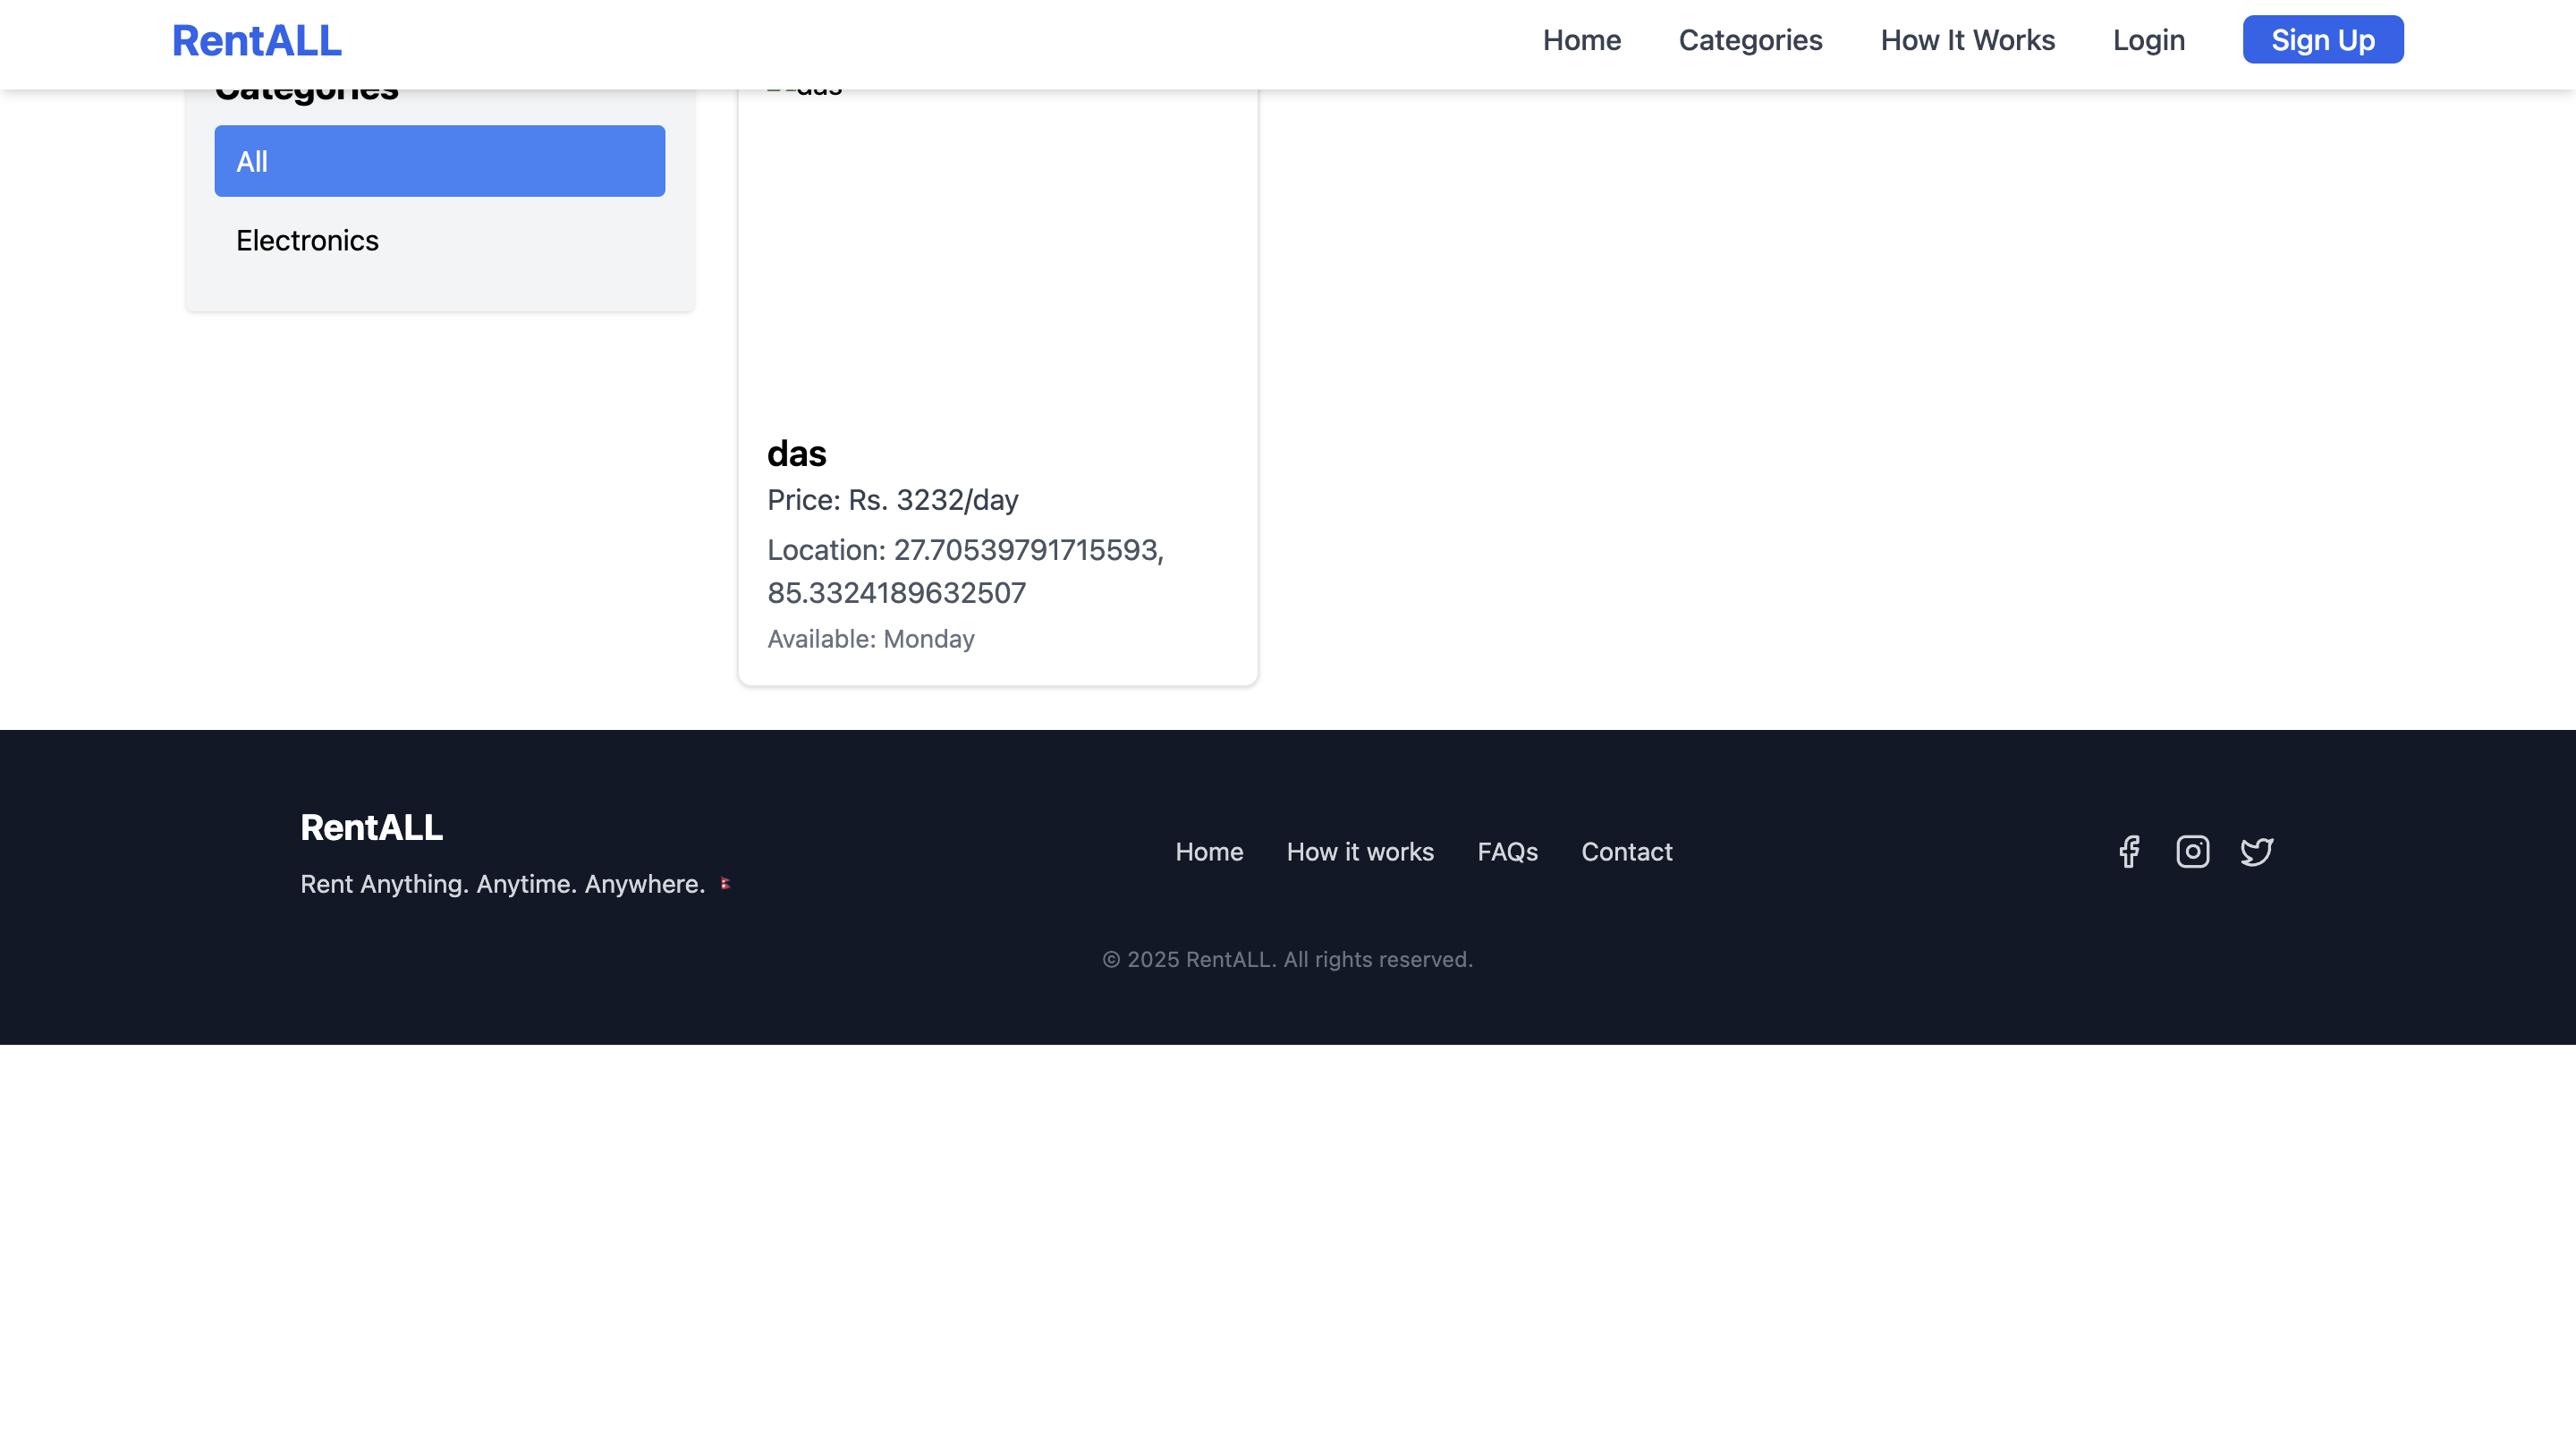 RentALL
Home Categories How It Works Login Sign Up
Categories
das
All
Electronics
das
Price: Rs. 3232/day
Location: 27.70539791715593,
85.3324189632507
Available: Monday
RentALL
Rent Anything. Anytime. Anywhere. 🇳🇵
Home How it works FAQs Contact
© 2025 RentALL. All rights reserved.